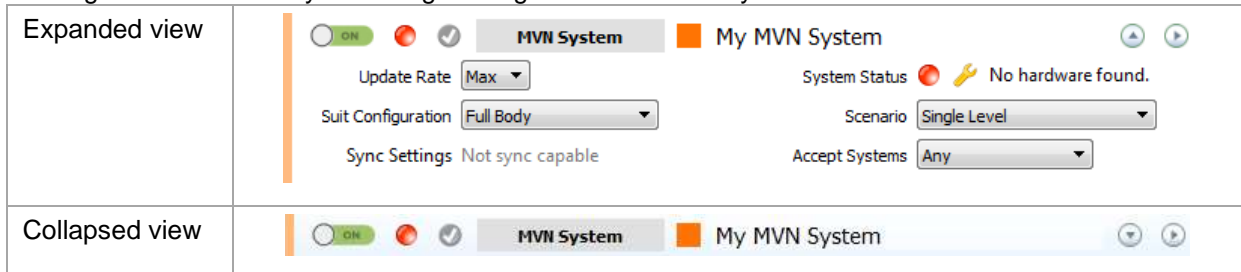 Expanded view
ON MVN System My MVN System
Update Rate Max System Status No hardware found.
Suit Configuration Full Body Scenario Single Level
Sync Settings Not sync capable Accept Systems Any
Collapsed view
ON MVN System My MVN System